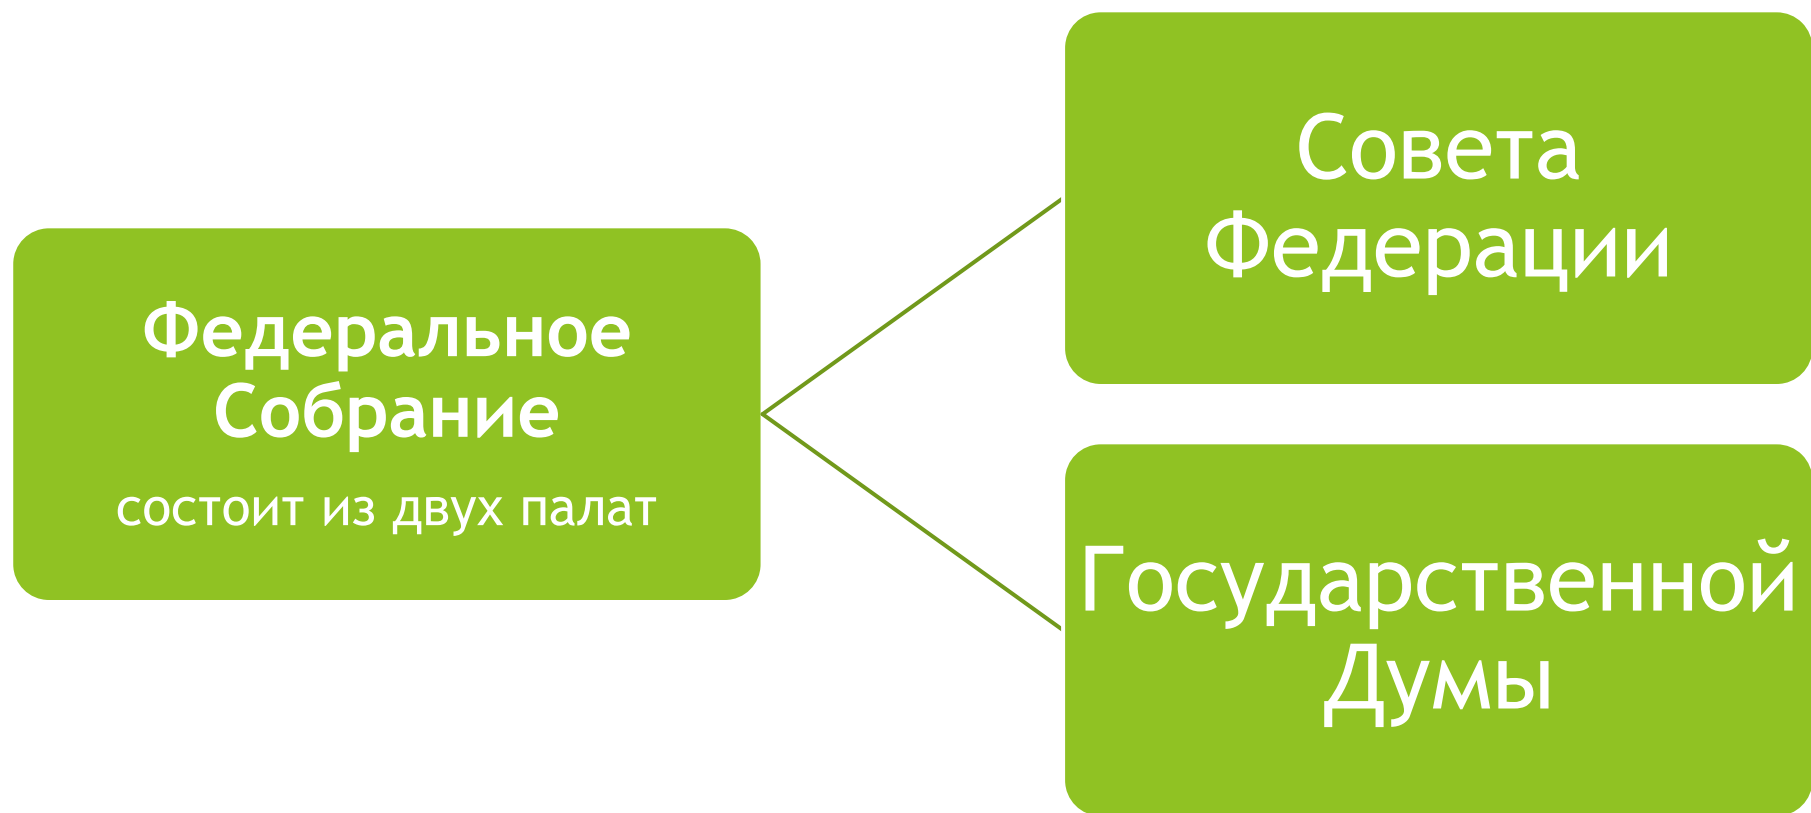 Федеральное
Собрание
состоит из двух палат
Совета
Федерации
Государственной
Думы